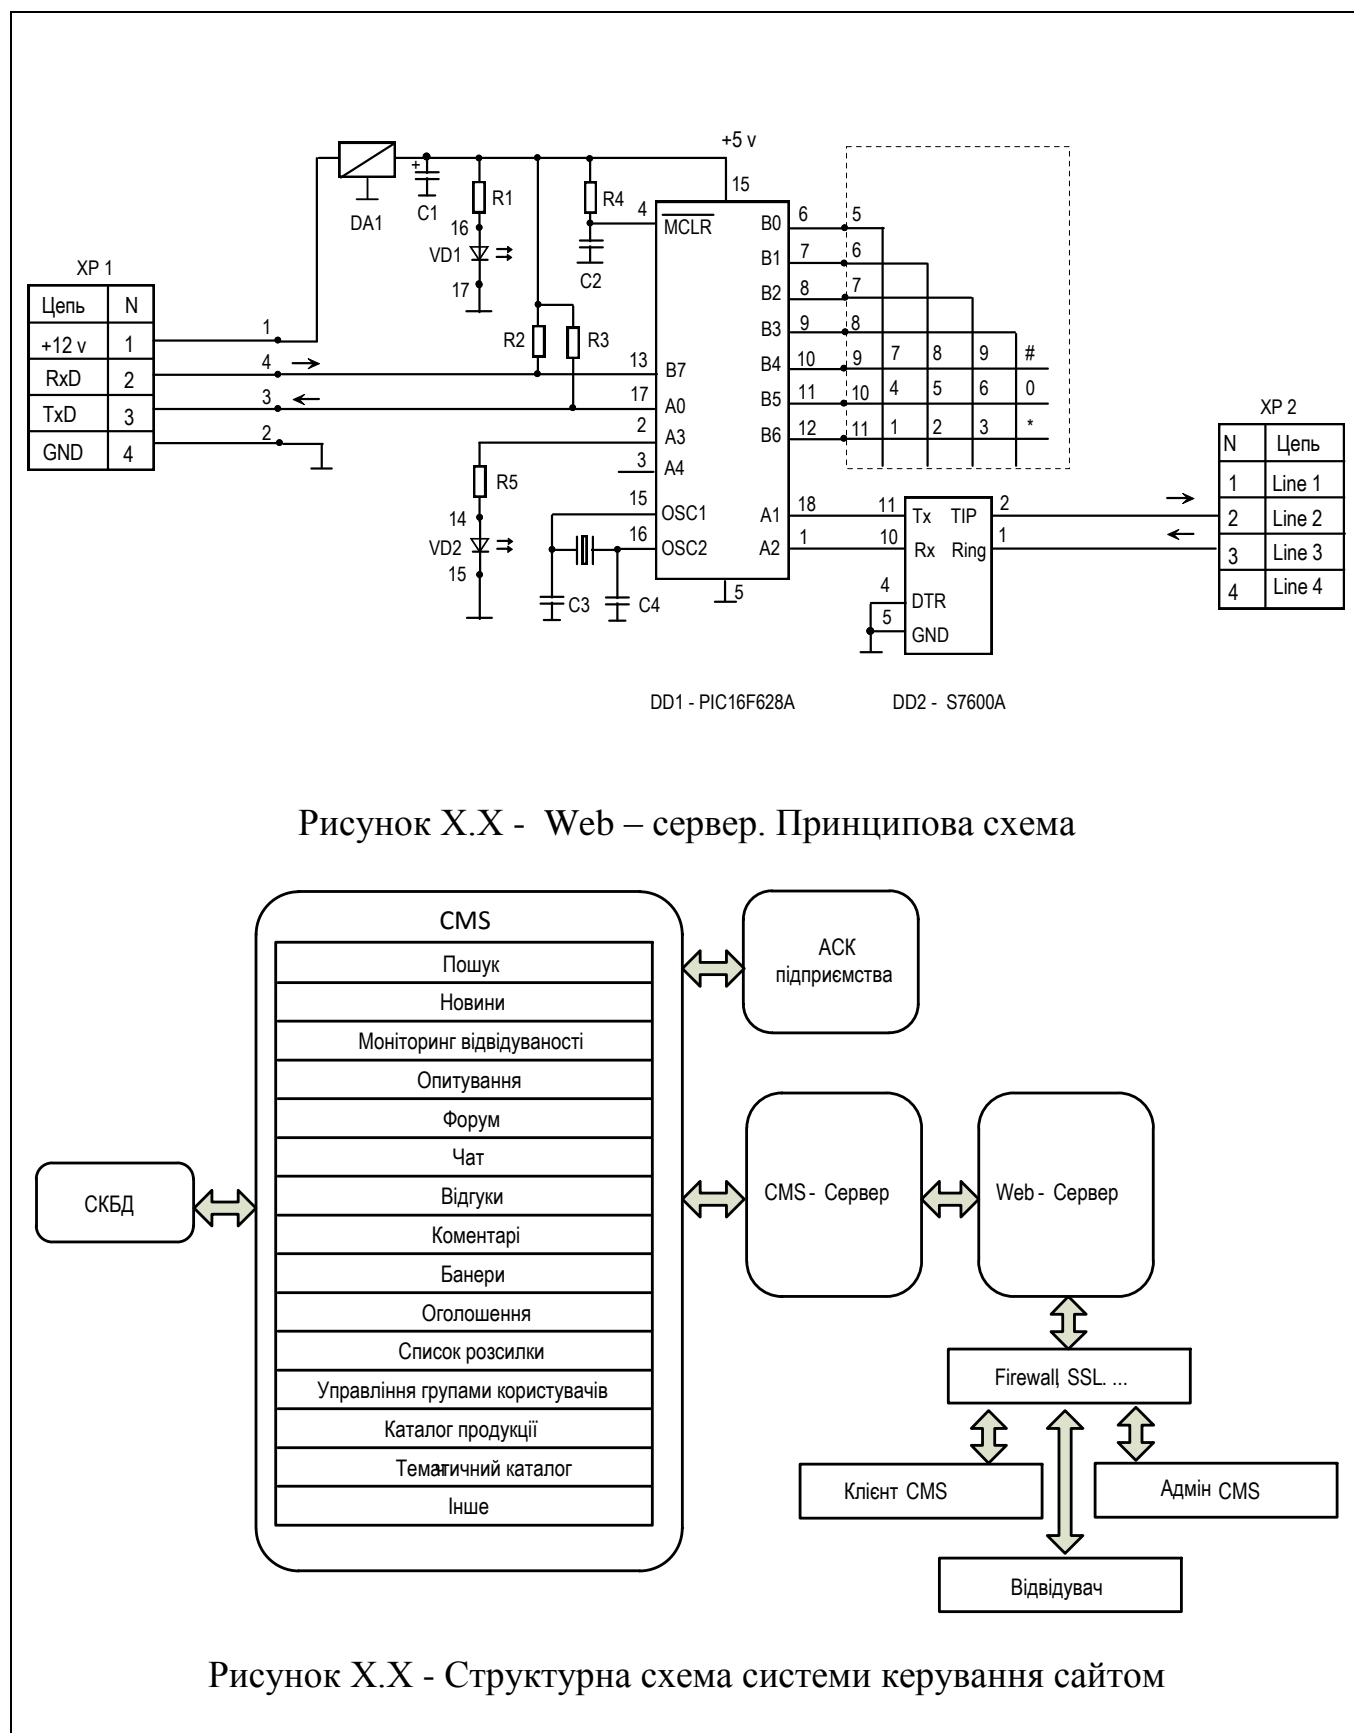 +5 v
15
DA1
+
C1
R1
16
VD1
17
R4
4
C2
MCLR
B0
6
5
B1
7
6
B2
8
7
B3
9
8
B4
10
9
7 8 9 #
B5
11
10
4 5 6 0
B6
12
11
1 2 3 *
XP 1
Цепь N
+12 v 1
RxD 2
TxD 3
GND 4
1
4
3
2
R2
R3
13
B7
17
A0
2
A3
3
A4
R5
14
VD2
15
15
OSC1
16
OSC2
C3
C4
5
A1
18
A2
1
11
Tx TIP
2
10
Rx Ring
1
4
DTR
5
GND
XP 2
N Цепь
1 Line 1
2 Line 2
3 Line 3
4 Line 4
DD1 - PIC16F628A
DD2 - S7600A
Рисунок Х.Х - Web – сервер. Принципова схема
CMS
Пошук
Новини
Моніторинг відвідуваності
Опитування
Форум
Чат
Відгуки
Коментарі
Банери
Оголошення
Список розсилки
Управління групами користувачів
Каталог продукції
Тематичний каталог
Інше
СКБД
АСК
підприємства
CMS - Сервер
Web - Сервер
Firewall, SSL. ...
Клієнт CMS
Адмін CMS
Відвідувач
Рисунок Х.Х - Структурна схема системи керування сайтом